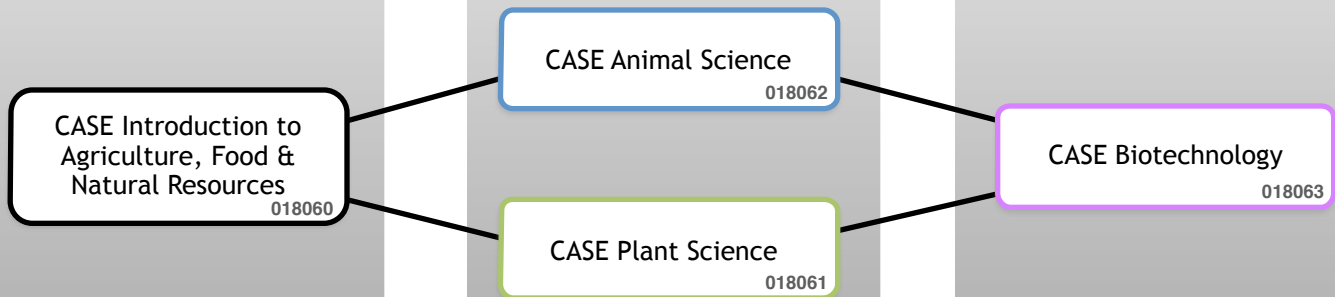 CASE Introduction to
Agriculture, Food &
Natural Resources
018060
CASE Animal Science
018062
CASE Plant Science
018061
CASE Biotechnology
018063